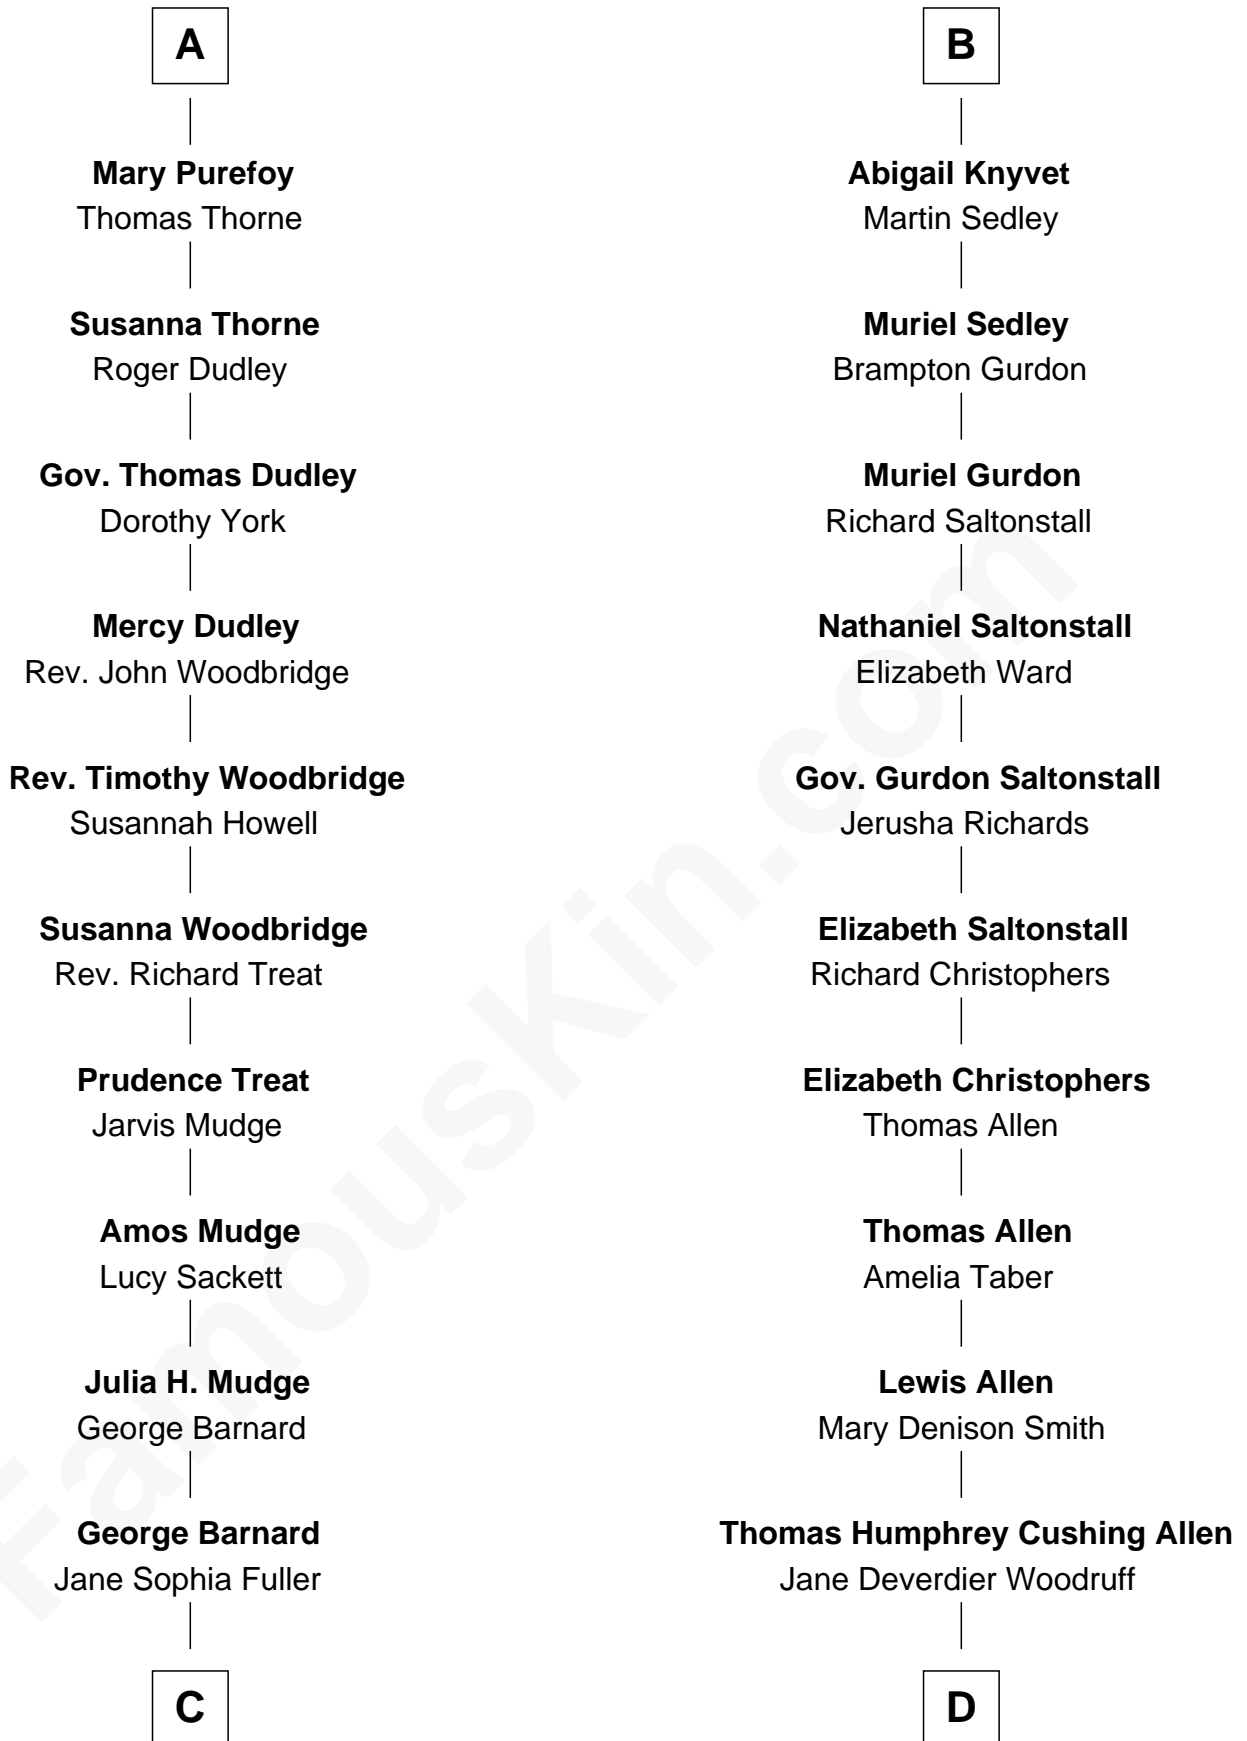 A
Mary Purefoy
Thomas Thorne
Susanna Thorne
Roger Dudley
Gov. Thomas Dudley
Dorothy York
Mercy Dudley
Rev. John Woodbridge
Rev. Timothy Woodbridge
Susannah Howell
Susanna Woodbridge
Rev. Richard Treat
Prudence Treat
Jarvis Mudge
Amos Mudge
Lucy Sackett
Julia H. Mudge
George Barnard
George Barnard
Jane Sophia Fuller
C
B
Abigail Knyvet
Martin Sedley
Muriel Sedley
Brampton Gurdon
Muriel Gurdon
Richard Saltonstall
Nathaniel Saltonstall
Elizabeth Ward
Gov. Gurdon Saltonstall
Jerusha Richards
Elizabeth Saltonstall
Richard Christophers
Elizabeth Christophers
Thomas Allen
Thomas Allen
Amelia Taber
Lewis Allen
Mary Denison Smith
Thomas Humphrey Cushing Allen
Jane Deverdier Woodruff
D
FamousKin.com